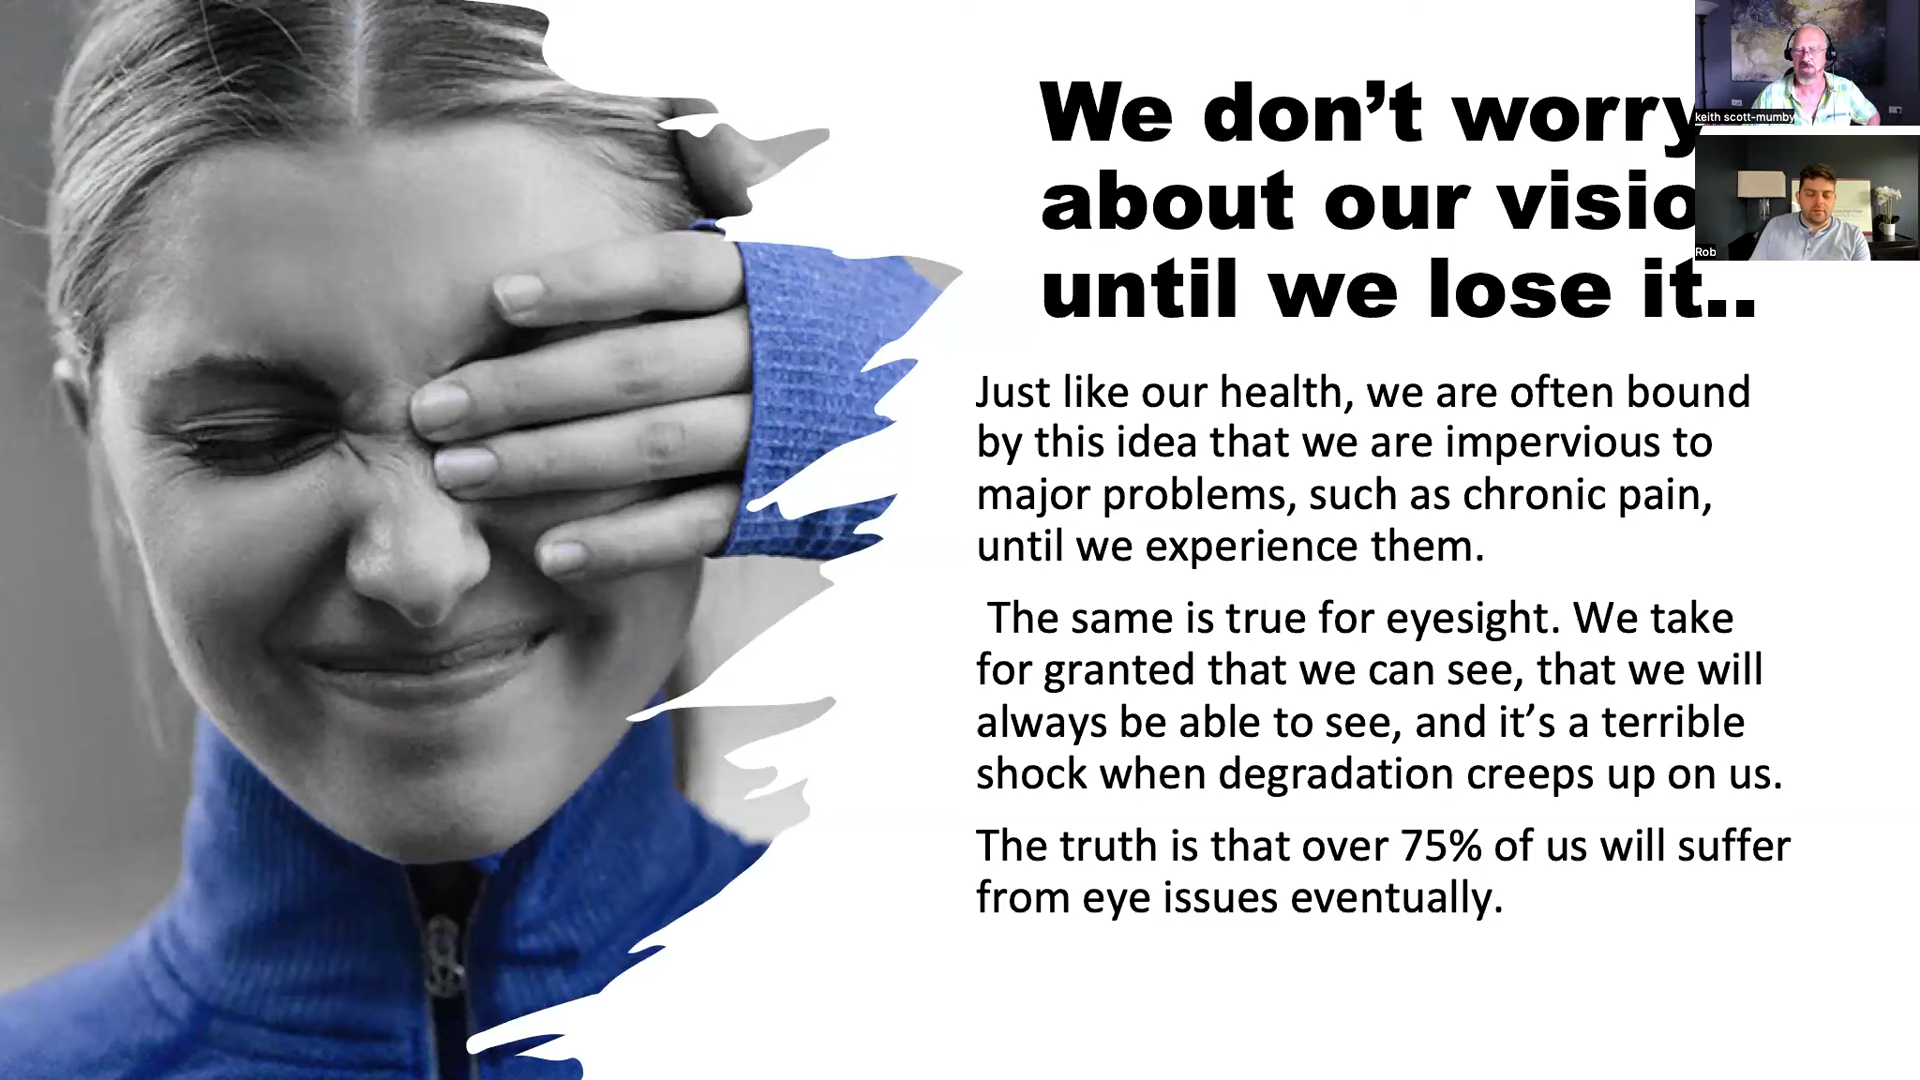 We don’t worry
about our visio
until we lose it..
Just like our health, we are often bound
by this idea that we are impervious to
major problems, such as chronic pain,
until we experience them.
The same is true for eyesight. We take
for granted that we can see, that we will
always be able to see, and it’s a terrible
shock when degradation creeps up on us.
The truth is that over 75% of us will suffer
from eye issues eventually.
keith scott-mumby
Rob